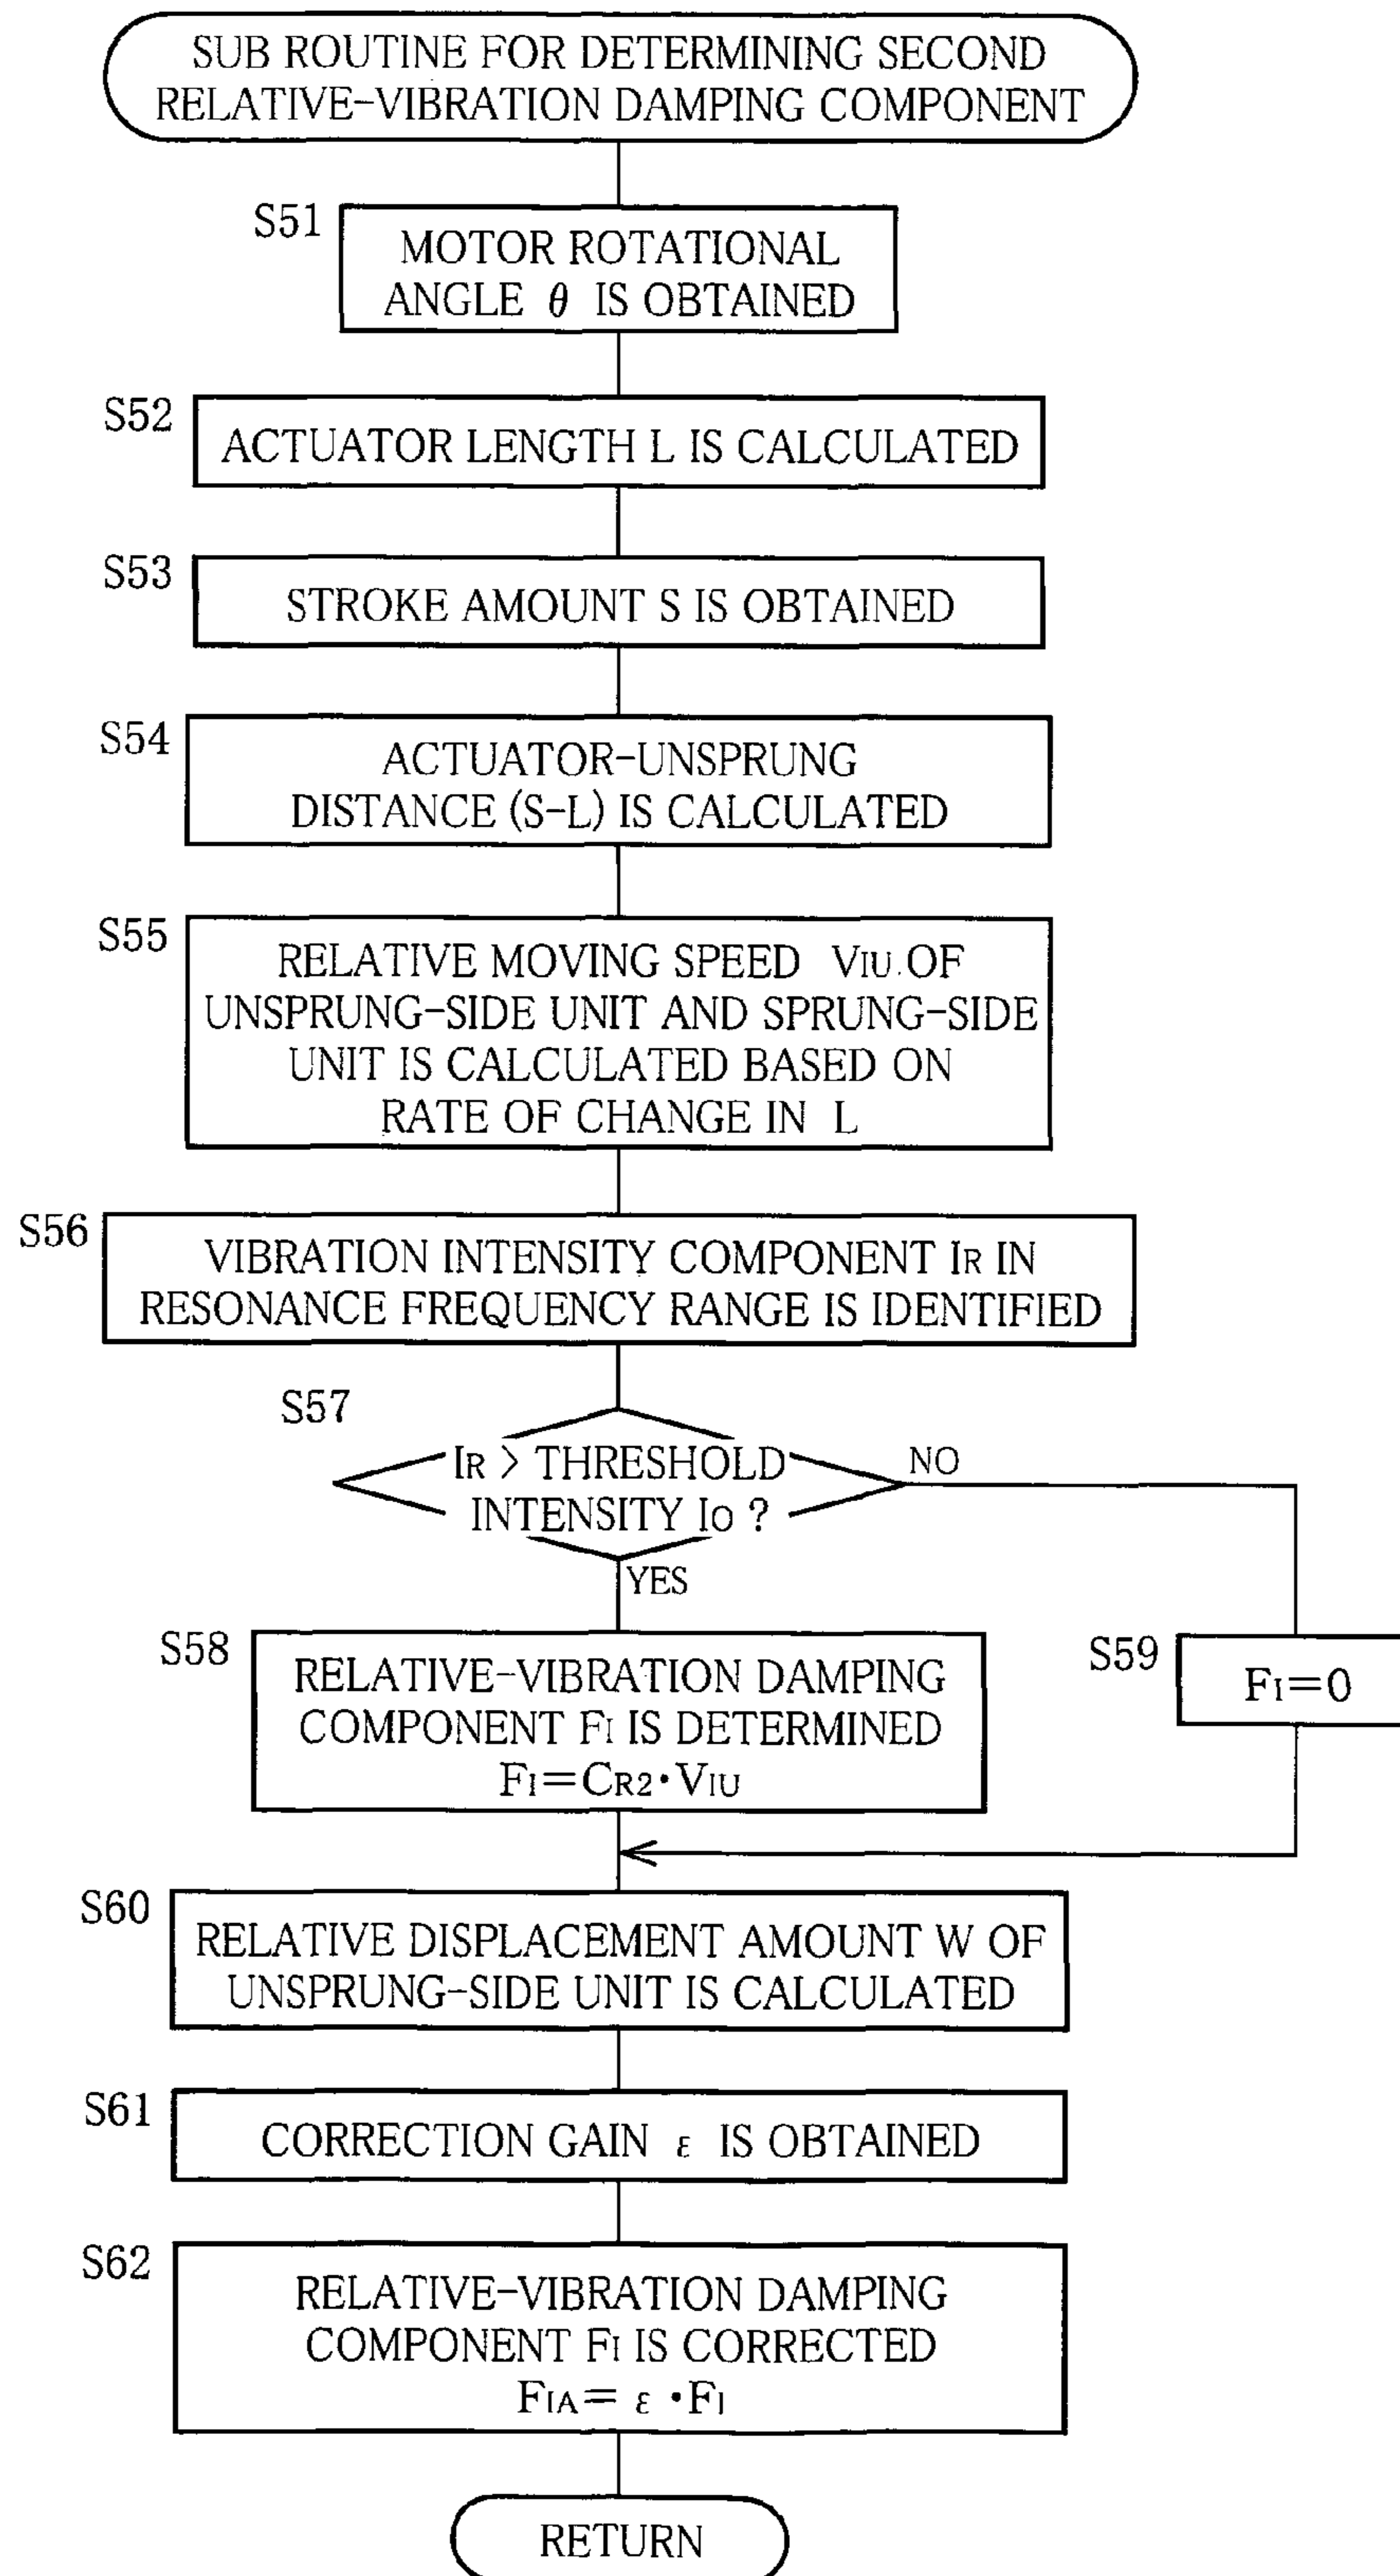 SUB ROUTINE FOR DETERMINING SECOND
RELATIVE-VIBRATION DAMPING COMPONENT
S51
MOTOR ROTATIONAL
ANGLE θ IS OBTAINED
S52
ACTUATOR LENGTH L IS CALCULATED
S53
STROKE AMOUNT S IS OBTAINED
S54
ACTUATOR-UNSPRUNG
DISTANCE (S-L) IS CALCULATED
S55
RELATIVE MOVING SPEED VIU OF
UNSPRUNG-SIDE UNIT AND SPRUNG-SIDE
UNIT IS CALCULATED BASED ON
RATE OF CHANGE IN L
S56
VIBRATION INTENSITY COMPONENT IR IN
RESONANCE FREQUENCY RANGE IS IDENTIFIED
S57
IR > THRESHOLD
INTENSITY IO ?
NO
YES
S58
RELATIVE-VIBRATION DAMPING
COMPONENT FI IS DETERMINED
FI=CR2·VIU
S59
FI=0
S60
RELATIVE DISPLACEMENT AMOUNT W OF
UNSPRUNG-SIDE UNIT IS CALCULATED
S61
CORRECTION GAIN ε IS OBTAINED
S62
RELATIVE-VIBRATION DAMPING
COMPONENT FI IS CORRECTED
FIA= ε ·FI
RETURN